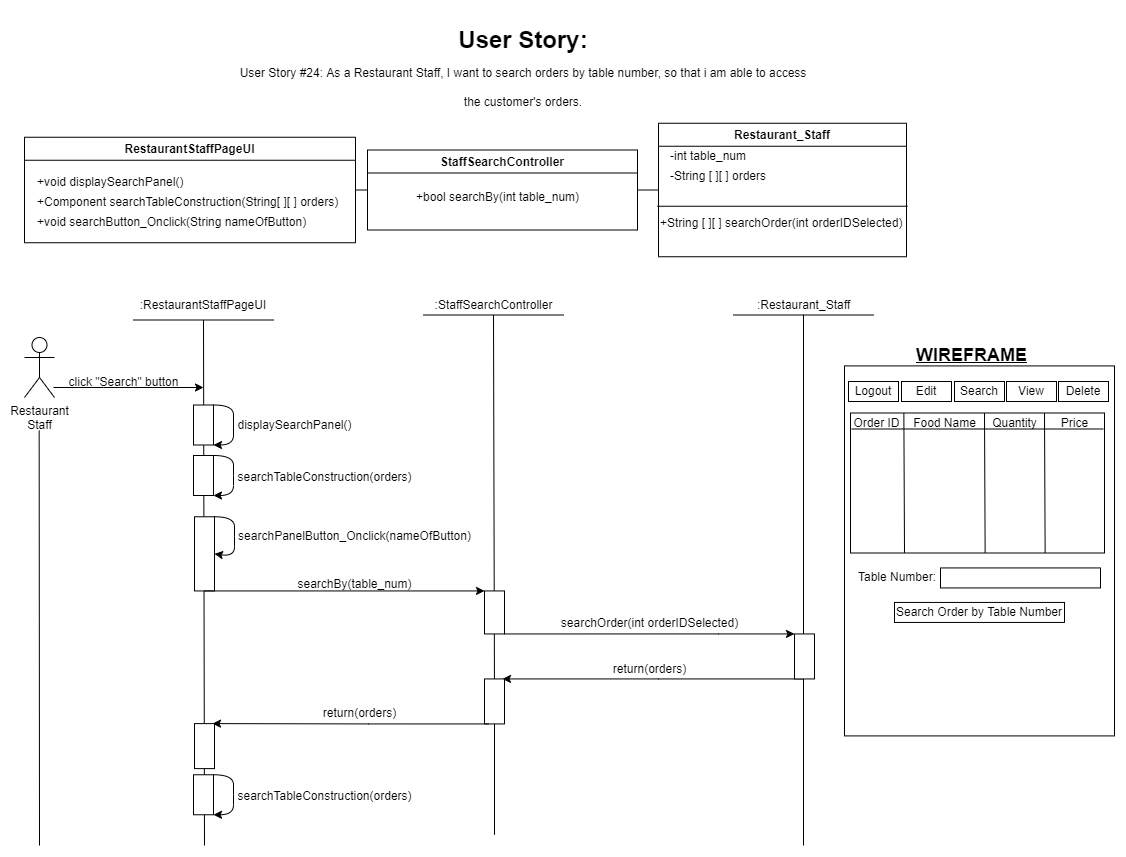 User Story:
User Story #24: As a Restaurant Staff, I want to search orders by table number, so that i am able to access
the customer's orders.
RestaurantStaffPageUI
+void displaySearchPanel()
+Component searchTableConstruction(String[ ][ ] orders)
+void searchButton_Onclick(String nameOfButton)
StaffSearchController
+bool searchBy(int table_num)
Restaurant_Staff
-int table_num
-String [ ][ ] orders
+String [ ][ ] searchOrder(int orderIDSelected)
:RestaurantStaffPageUI
:StaffSearchController
:Restaurant_Staff
Restaurant
Staff
click "Search" button
displaySearchPanel()
searchTableConstruction(orders)
searchPanelButton_Onclick(nameOfButton)
searchBy(table_num)
searchOrder(int orderIDSelected)
return(orders)
return(orders)
searchTableConstruction(orders)
WIREFRAME
Logout Edit Search View Delete
Order ID Food Name Quantity Price
Table Number:
Search Order by Table Number